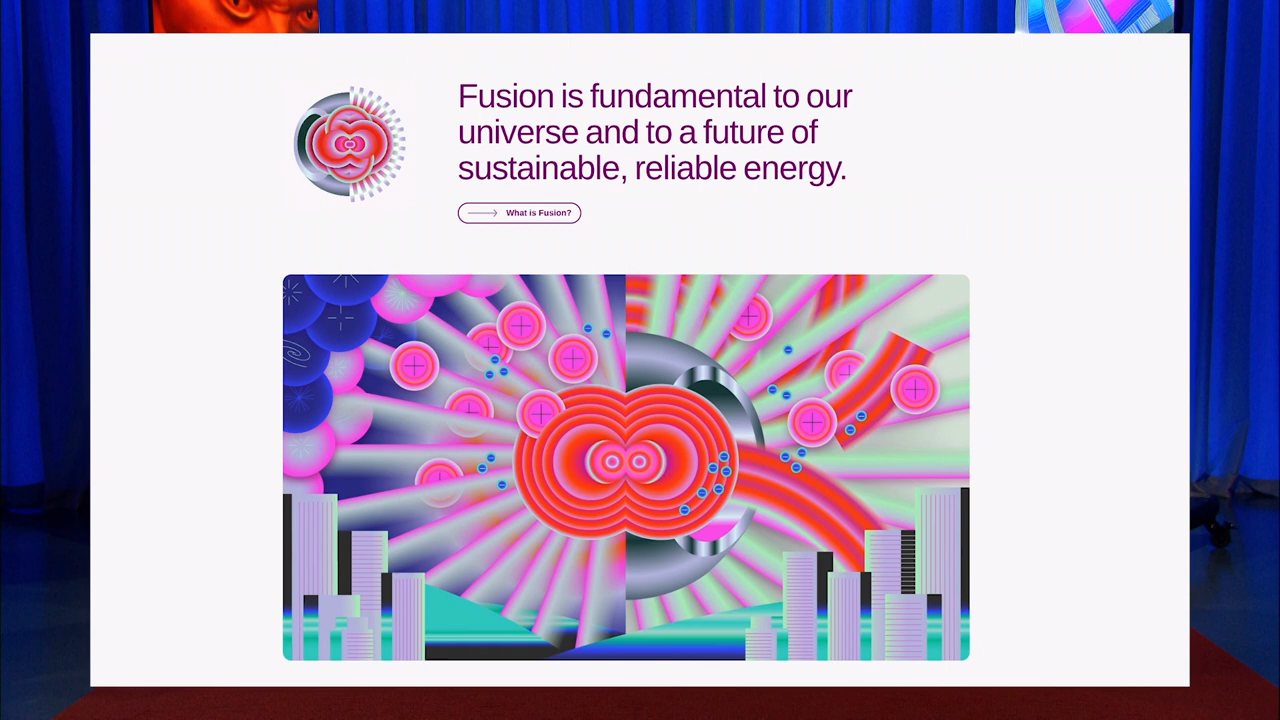 Fusion is fundamental to our
universe and to a future of
sustainable, reliable energy.
What is Fusion?